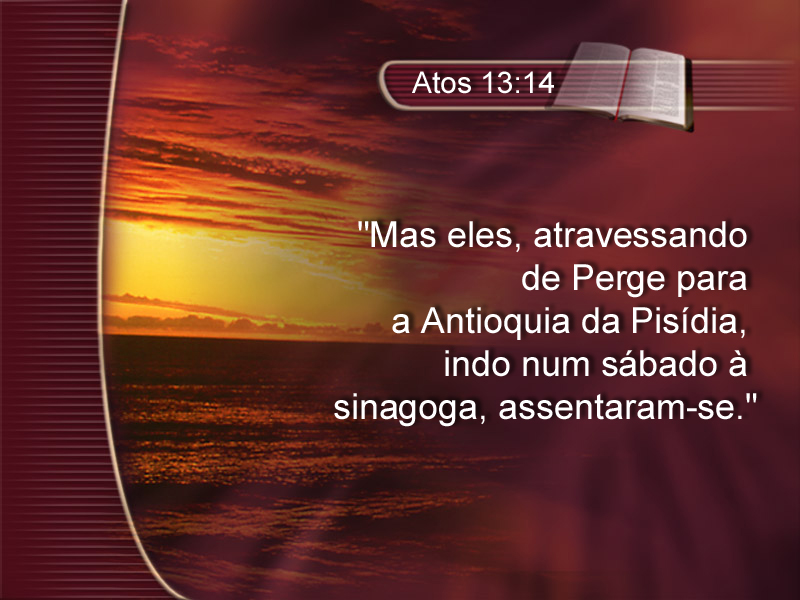 Atos 13:14
"Mas eles, atravessando
de Perge para
a Antioquia da Pisídia,
indo num sábado à
sinagoga, assentaram-se."